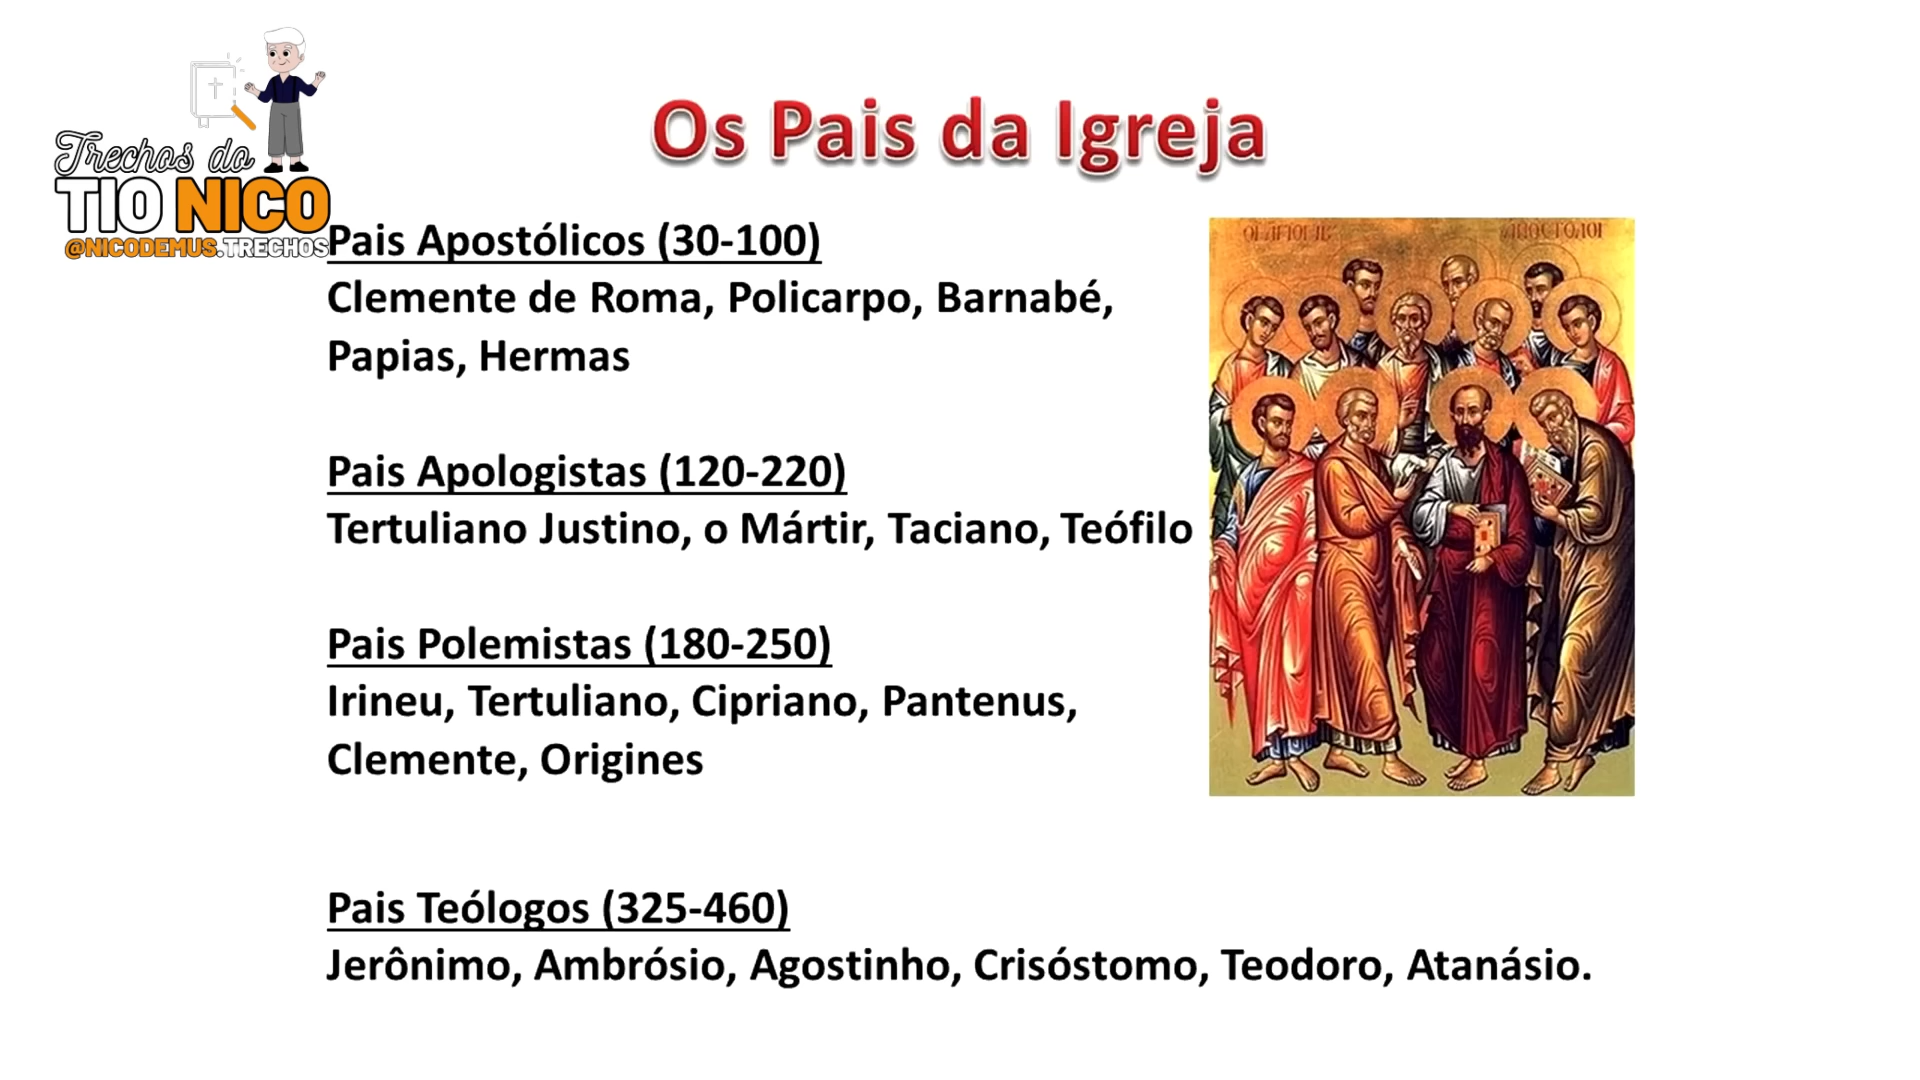 Trechos do
TIO NICO
@NICODEMUS.TRECHOS
Os Pais da Igreja
Pais Apostólicos (30-100)
Clemente de Roma, Policarpo, Barnabé,
Papias, Hermas
Pais Apologistas (120-220)
Tertuliano Justino, o Mártir, Taciano, Teófilo
Pais Polemistas (180-250)
Irineu, Tertuliano, Cipriano, Pantenus,
Clemente, Origines
Pais Teólogos (325-460)
Jerônimo, Ambrósio, Agostinho, Crisóstomo, Teodoro, Atanásio.